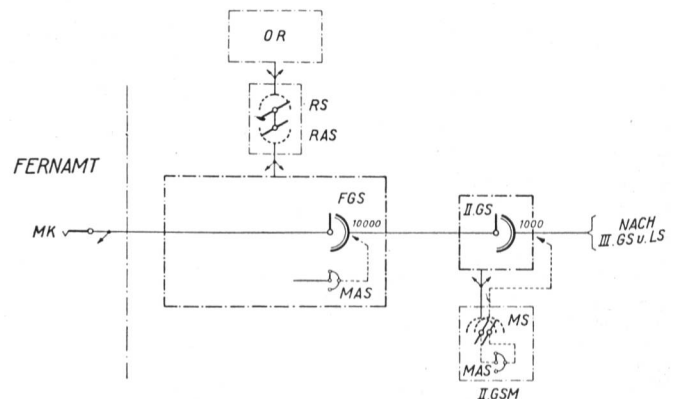 OR
RS
RAS
FERNAMT
FGS
10000
II.GS
1000
MK
NACH
III.GS u. LS
MAS
MS
MAS
II.GSM